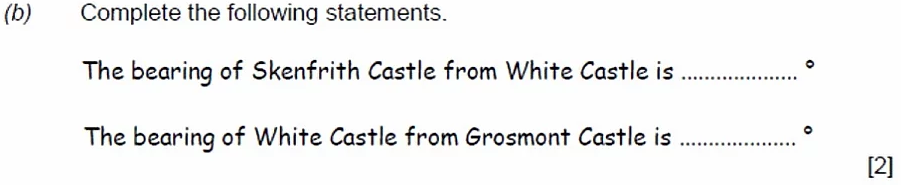 (b) Complete the following statements.
The bearing of Skenfrith Castle from White Castle is ..................... °
The bearing of White Castle from Grosmont Castle is ..................... °
[2]